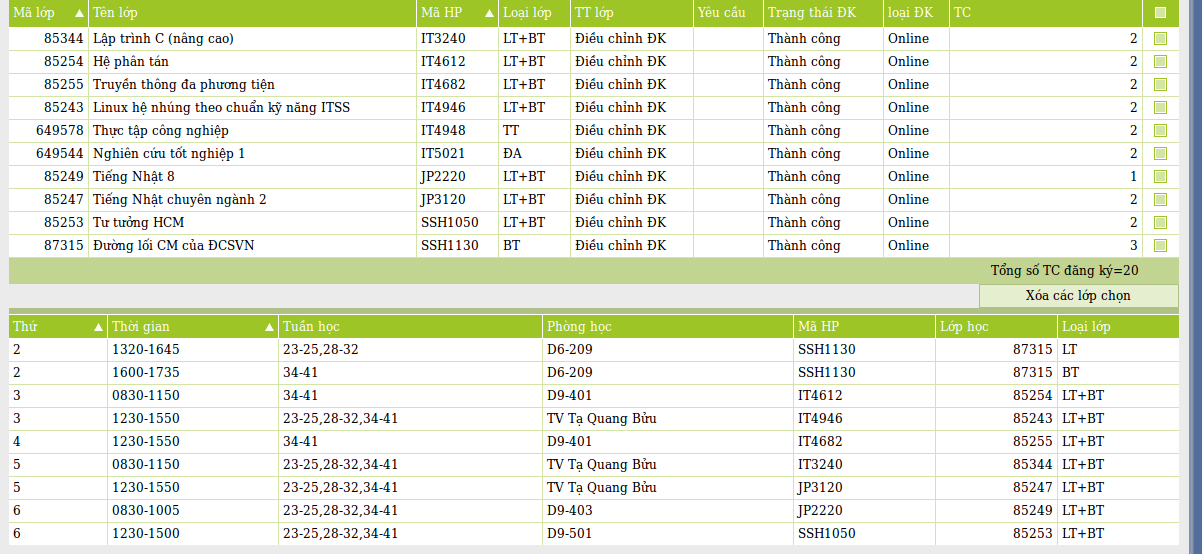 Mã lớp Tên lớp Mã HP Loại lớp TT lớp Yêu cầu Trạng thái ĐK loại ĐK TC
85344 Lập trình C (nâng cao) IT3240 LT+BT Điều chỉnh ĐK Thành công Online 2
85254 Hệ phân tán IT4612 LT+BT Điều chỉnh ĐK Thành công Online 2
85255 Truyền thông đa phương tiện IT4682 LT+BT Điều chỉnh ĐK Thành công Online 2
85243 Linux hệ nhúng theo chuẩn kỹ năng ITSS IT4946 LT+BT Điều chỉnh ĐK Thành công Online 2
649578 Thực tập công nghiệp IT4948 TT Điều chỉnh ĐK Thành công Online 2
649544 Nghiên cứu tốt nghiệp 1 IT5021 ĐA Điều chỉnh ĐK Thành công Online 2
85249 Tiếng Nhật 8 JP2220 LT+BT Điều chỉnh ĐK Thành công Online 1
85247 Tiếng Nhật chuyên ngành 2 JP3120 LT+BT Điều chỉnh ĐK Thành công Online 2
85253 Tư tưởng HCM SSH1050 LT+BT Điều chỉnh ĐK Thành công Online 2
87315 Đường lối CM của ĐCSVN SSH1130 BT Điều chỉnh ĐK Thành công Online 3
Tổng số TC đăng ký=20
Xóa các lớp chọn
Thứ Thời gian Tuần học Phòng học Mã HP Lớp học Loại lớp
2 1320-1645 23-25,28-32 D6-209 SSH1130 87315 LT
2 1600-1735 34-41 D6-209 SSH1130 87315 BT
3 0830-1150 34-41 D9-401 IT4612 85254 LT+BT
3 1230-1550 23-25,28-32,34-41 TV Tạ Quang Bửu IT4946 85243 LT+BT
4 1230-1550 34-41 D9-401 IT4682 85255 LT+BT
5 0830-1150 23-25,28-32,34-41 TV Tạ Quang Bửu IT3240 85344 LT+BT
5 1230-1550 23-25,28-32,34-41 TV Tạ Quang Bửu JP3120 85247 LT+BT
6 0830-1005 23-25,28-32,34-41 D9-403 JP2220 85249 LT+BT
6 1230-1500 23-25,28-32,34-41 D9-501 SSH1050 85253 LT+BT